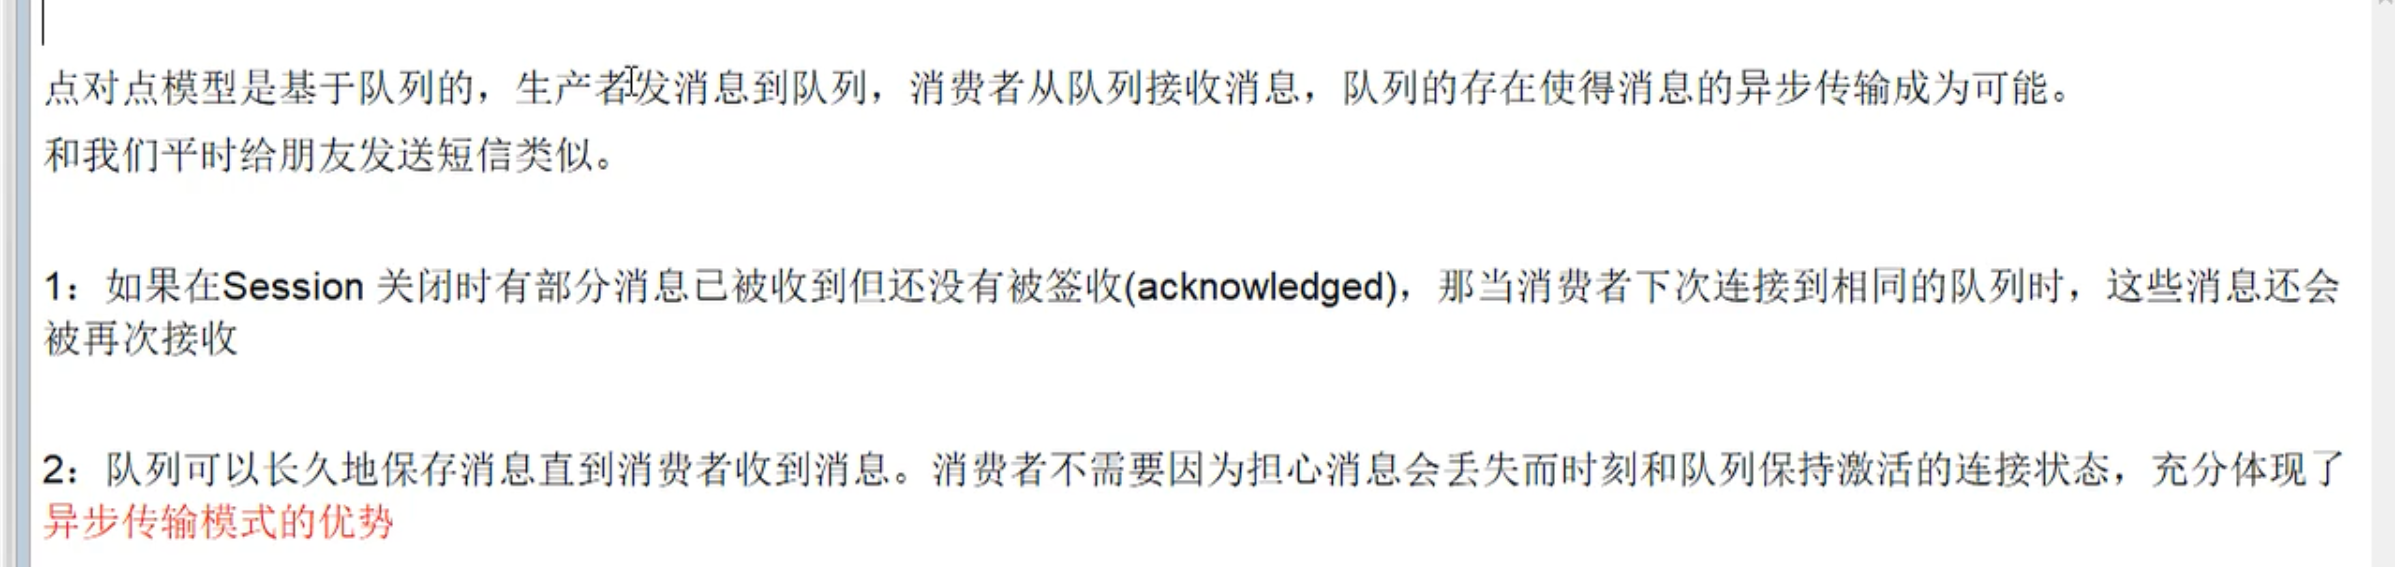 点对点模型是基于队列的，生产者发消息到队列，消费者从队列接收消息，队列的存在使得消息的异步传输成为可能。
和我们平时给朋友发送短信类似。
1：如果在Session 关闭时有部分消息已被收到但还没有被签收(acknowledged)，那当消费者下次连接到相同的队列时，这些消息还会
被再次接收
2：队列可以长久地保存消息直到消费者收到消息。消费者不需要因为担心消息会丢失而时刻和队列保持激活的连接状态，充分体现了
异步传输模式的优势